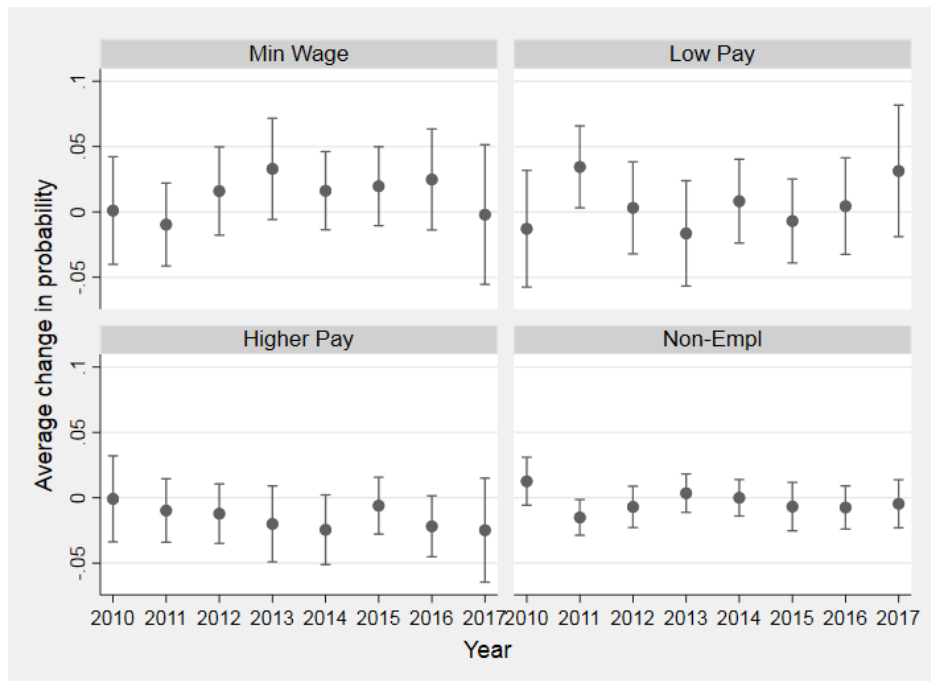 Min Wage
Low Pay
.1
.05
0
-.05
Higher Pay
Non-Empl
.1
.05
0
-.05
Average change in probability
2010 2011 2012 2013 2014 2015 2016 2017 2010 2011 2012 2013 2014 2015 2016 2017
Year